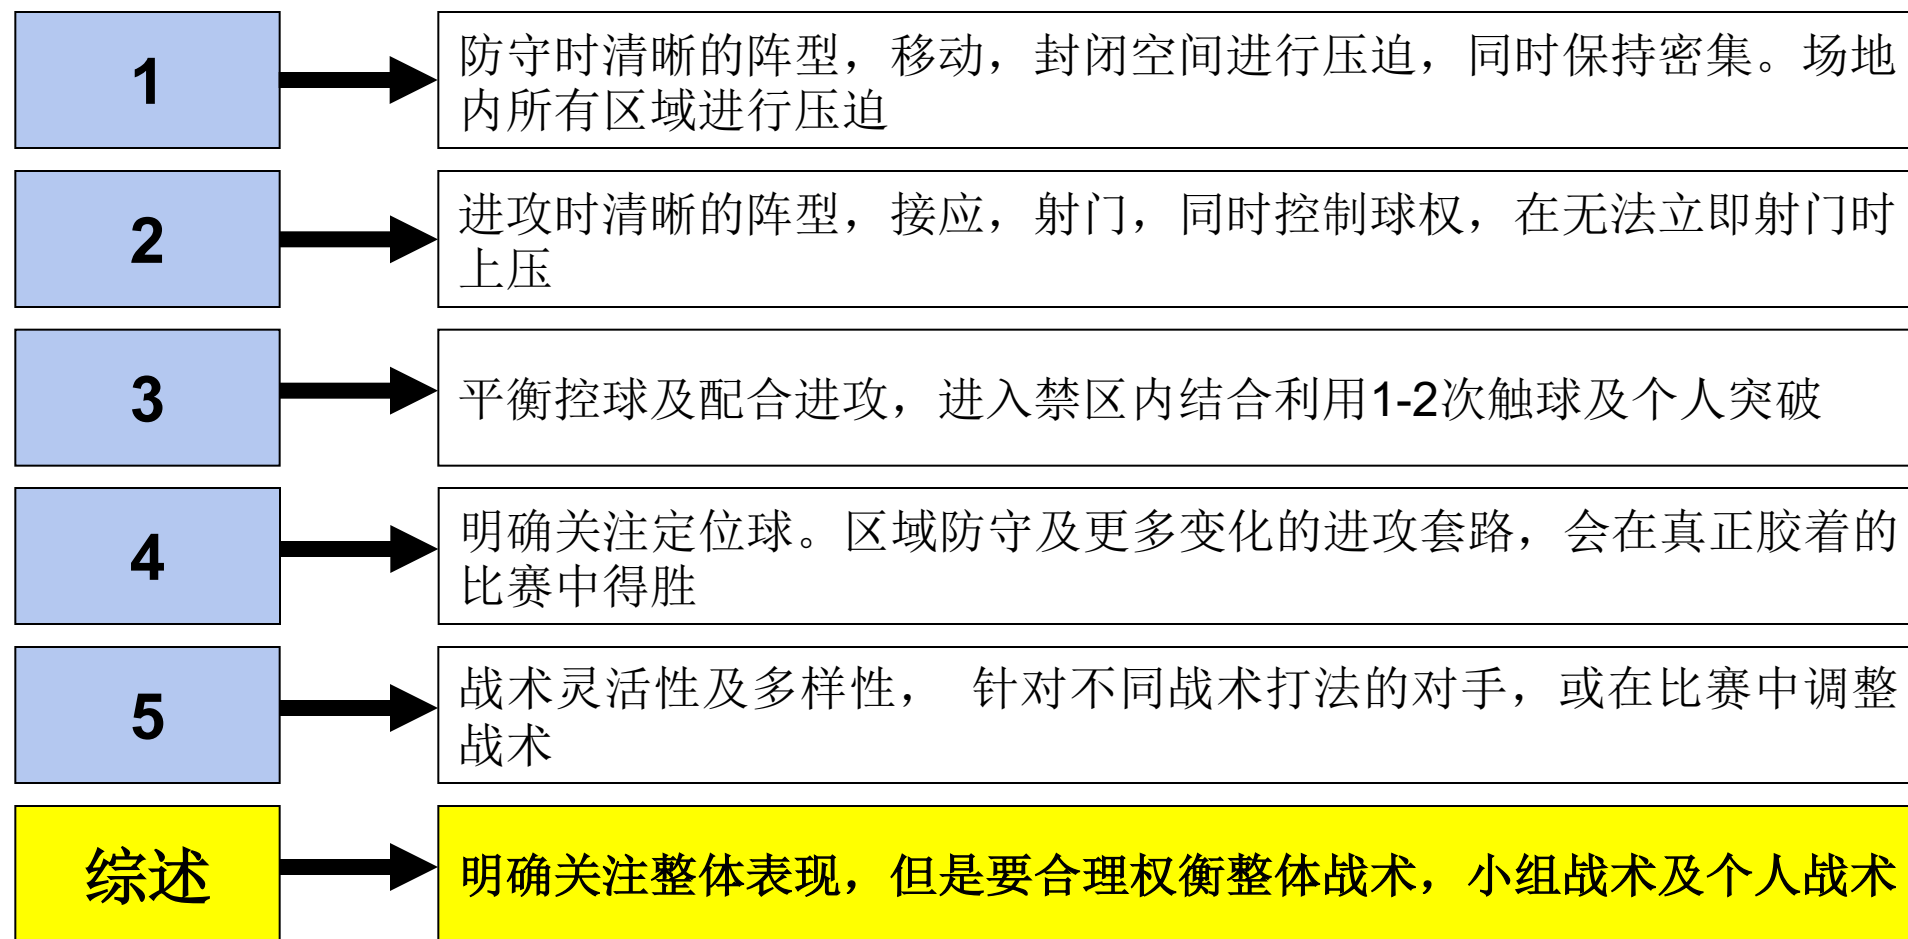 1
防守时清晰的阵型，移动，封闭空间进行压迫，同时保持密集。场地
内所有区域进行压迫
2
进攻时清晰的阵型，接应，射门，同时控制球权，在无法立即射门时
上压
3
平衡控球及配合进攻，进入禁区内结合利用1-2次触球及个人突破
4
明确关注定位球。区域防守及更多变化的进攻套路，会在真正胶着的
比赛中得胜
5
战术灵活性及多样性， 针对不同战术打法的对手，或在比赛中调整
战术
综述
明确关注整体表现，但是要合理权衡整体战术，小组战术及个人战术